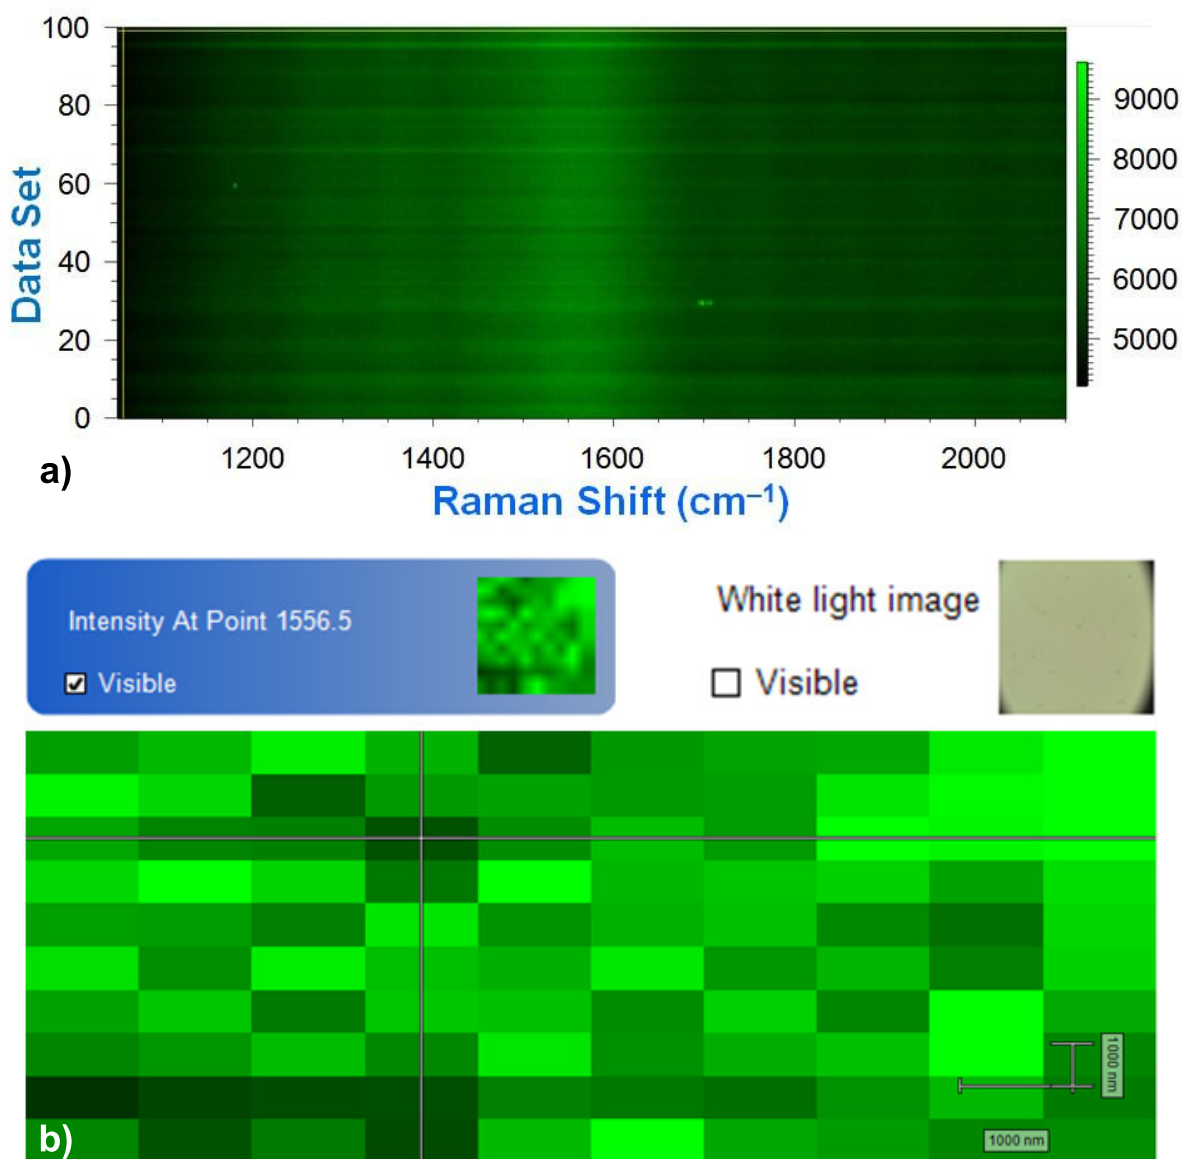 100
80
60
40
20
0
Data Set
9000
8000
7000
6000
5000
1200 1400 1600 1800 2000
a)
Raman Shift (cm⁻¹)
Intensity At Point 1556.5
Visible
White light image
Visible
1000 nm
1000 nm
b)